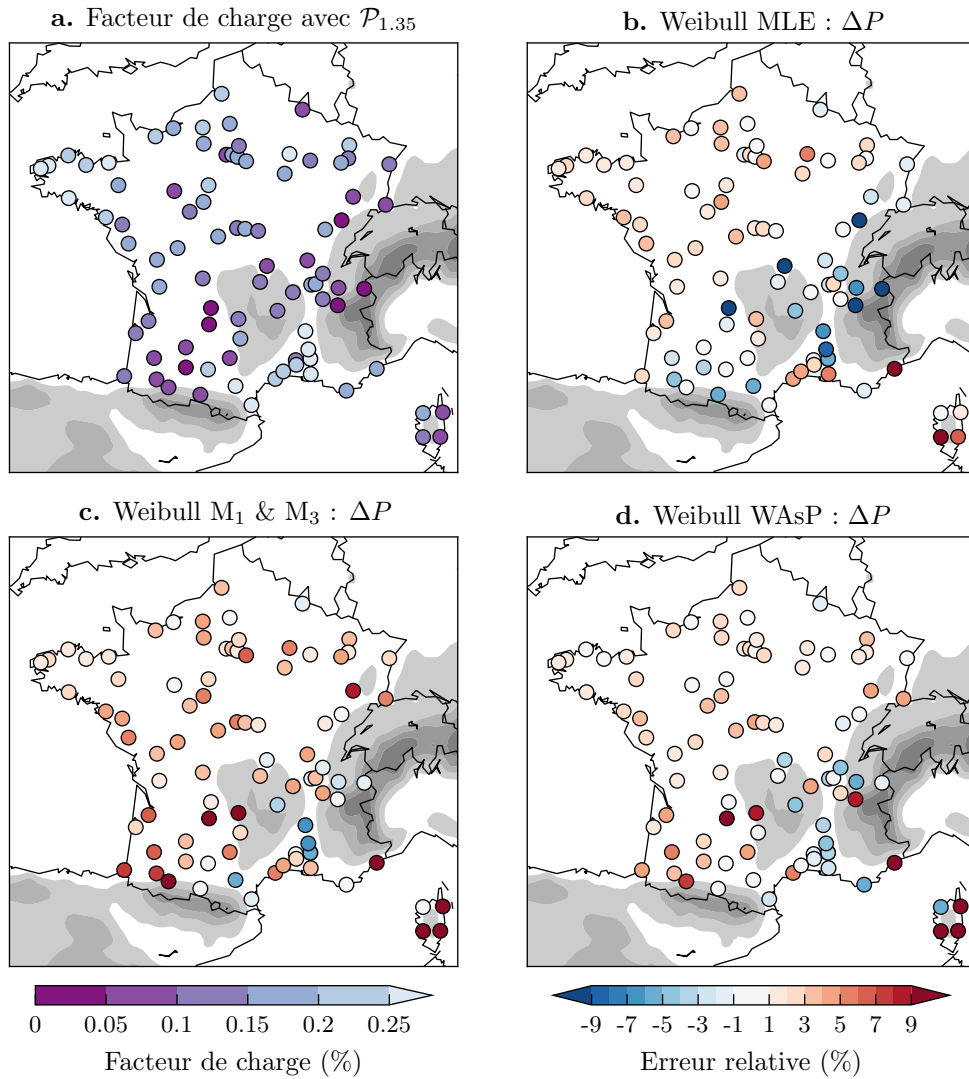 a. Facteur de charge avec P1.35
b. Weibull MLE : ΔP
c. Weibull M1 & M3 : ΔP
d. Weibull WAsP : ΔP
0 0.05 0.1 0.15 0.2 0.25
Facteur de charge (%)
-9 -7 -5 -3 -1 1 3 5 7 9
Erreur relative (%)